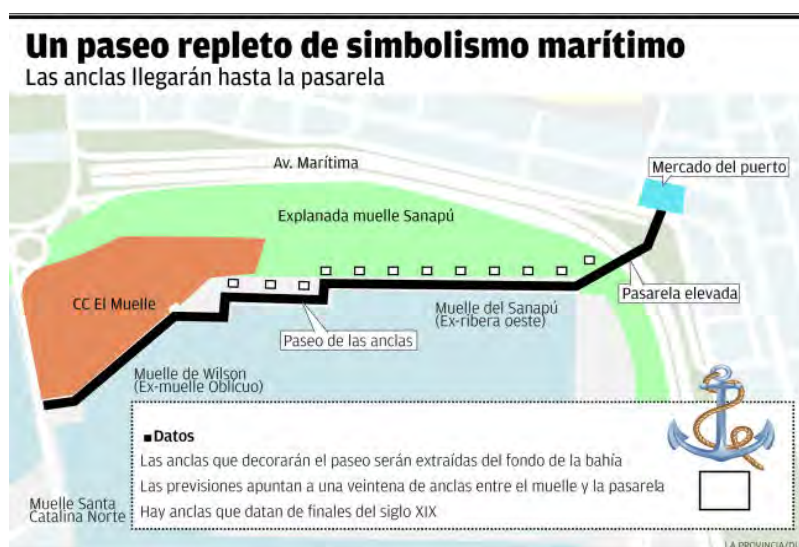 Un paseo repleto de simbolismo marítimo
Las anclas llegarán hasta la pasarela
Av. Marítima
Mercado del puerto
Explanada muelle Sanapú
CC El Muelle
Pasarela elevada
Muelle del Sanapú
(Ex-ribera oeste)
Paseo de las anclas
Muelle de Wilson
(Ex-muelle Oblicuo)
Datos
Las anclas que decorarán el paseo serán extraídas del fondo de la bahía
Las previsiones apuntan a una veintena de anclas entre el muelle y la pasarela
Hay anclas que datan de finales del siglo XIX
Muelle Santa
Catalina Norte
LA PROVINCIA/DL